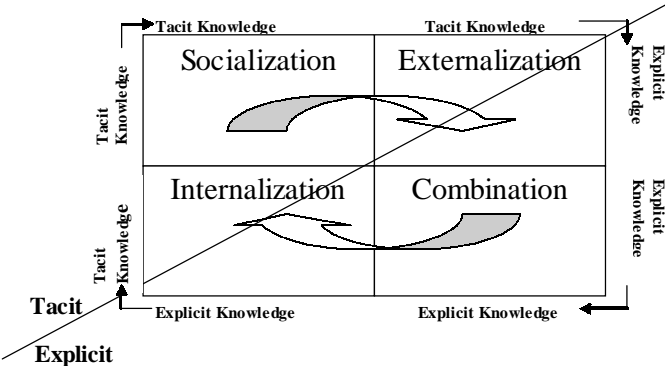 Tacit Knowledge
Tacit Knowledge
Socialization
Externalization
Tacit
Knowledge
Explicit
Knowledge
Internalization
Combination
Tacit
Knowledge
Explicit
Knowledge
Tacit
Explicit Knowledge
Explicit Knowledge
Explicit